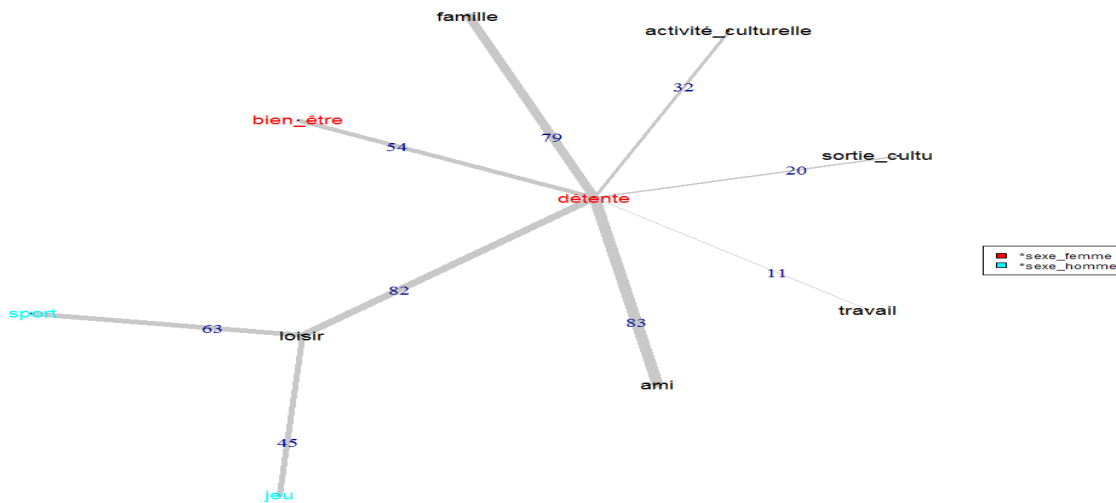 famille
activité_culturelle
32
bien_être
79
54
sortie_cultu
20
détente
*sexe_femme
*sexe_homme
11
82
sport
63
loisir
83
travail
ami
45
jeu